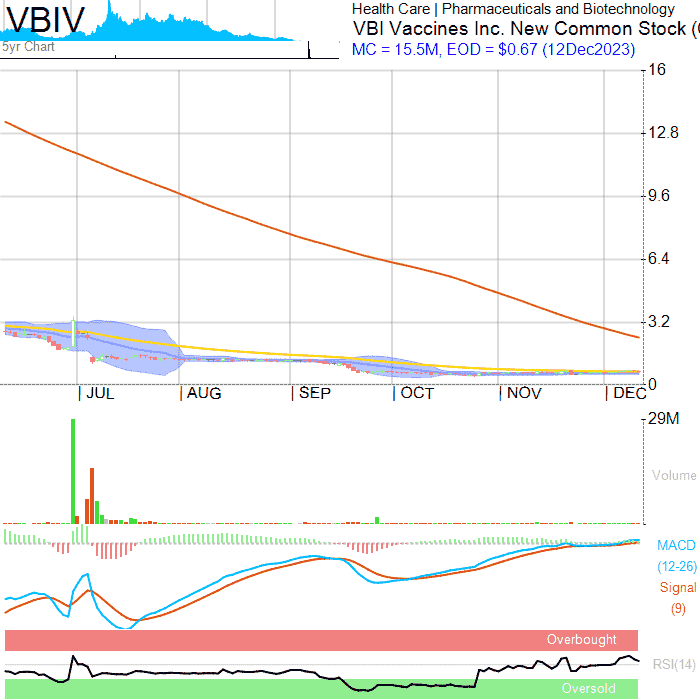 VBIV
5yr Chart
Health Care | Pharmaceuticals and Biotechnology
VBI Vaccines Inc. New Common Stock (
MC = 15.5M, EOD = $0.67 (12Dec2023)
16
12.8
9.6
6.4
3.2
0
JUL AUG SEP OCT NOV DEC
29M
Volume
MACD
(12-26)
Signal
(9)
Overbought
RSI(14)
Oversold